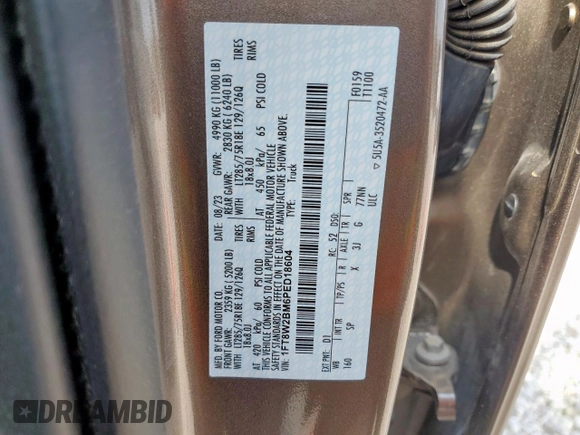 MFD. BY FORD MOTOR CO.
08/23
GVWR: 4990 KG (11000 LB)
FRONT GAWR: 2359 KG (5200 LB)
REAR GAWR: 2830 KG (6240 LB)
WITH LT285/75R18E 129/126Q TIRES
WITH LT285/75R18E 129/126Q TIRES
18x8.0J RIMS
18x8.0J RIMS
AT 420 kPa/ 60 PSI COLD
AT 450 kPa/ 65 PSI COLD
THIS VEHICLE CONFORMS TO ALL APPLICABLE FEDERAL MOTOR VEHICLE
SAFETY STANDARDS IN EFFECT ON THE DATE OF MANUFACTURE SHOWN ABOVE.
VIN: 1FT8W2BM6PED18604
TYPE: Truck
F0159
T1100
EXT PNT: D1
RC: 52 DSO:
WB INT TR TP/PS R AXLE TR SPR
160 SP X 3J G 77NN
ULC
SU5A-3520472-AA
DREAMBID